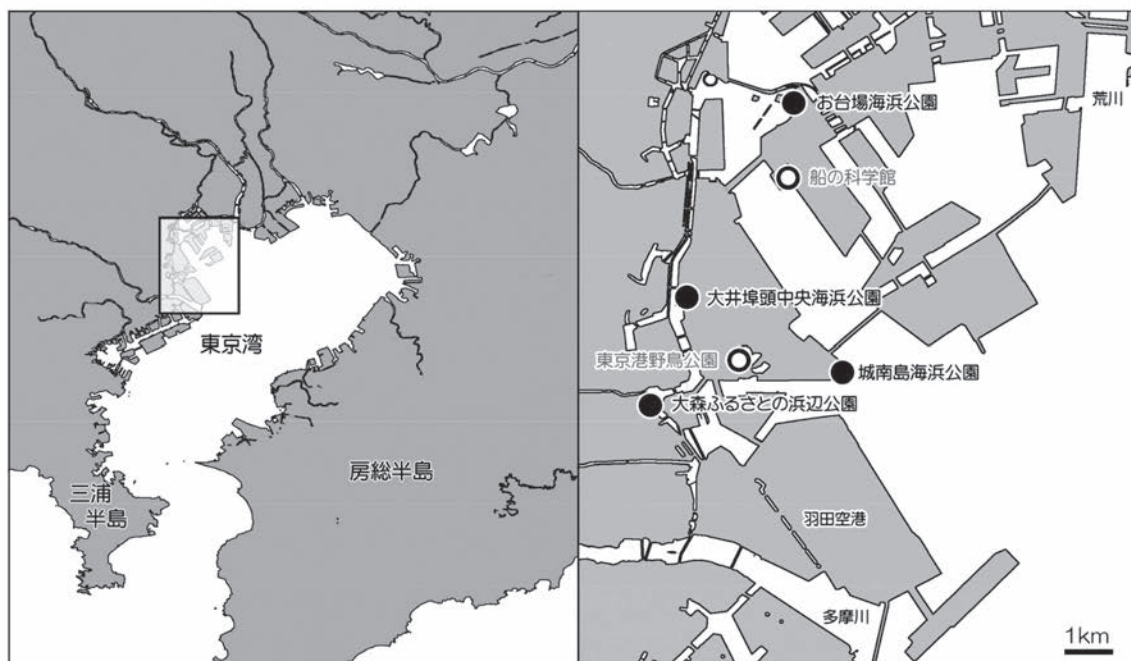 東京湾
三浦
半島
房総半島
お台場海浜公園
荒川
船の科学館
大井埠頭中央海浜公園
東京港野鳥公園
城南島海浜公園
大森ふるさとの浜辺公園
羽田空港
多摩川
1km